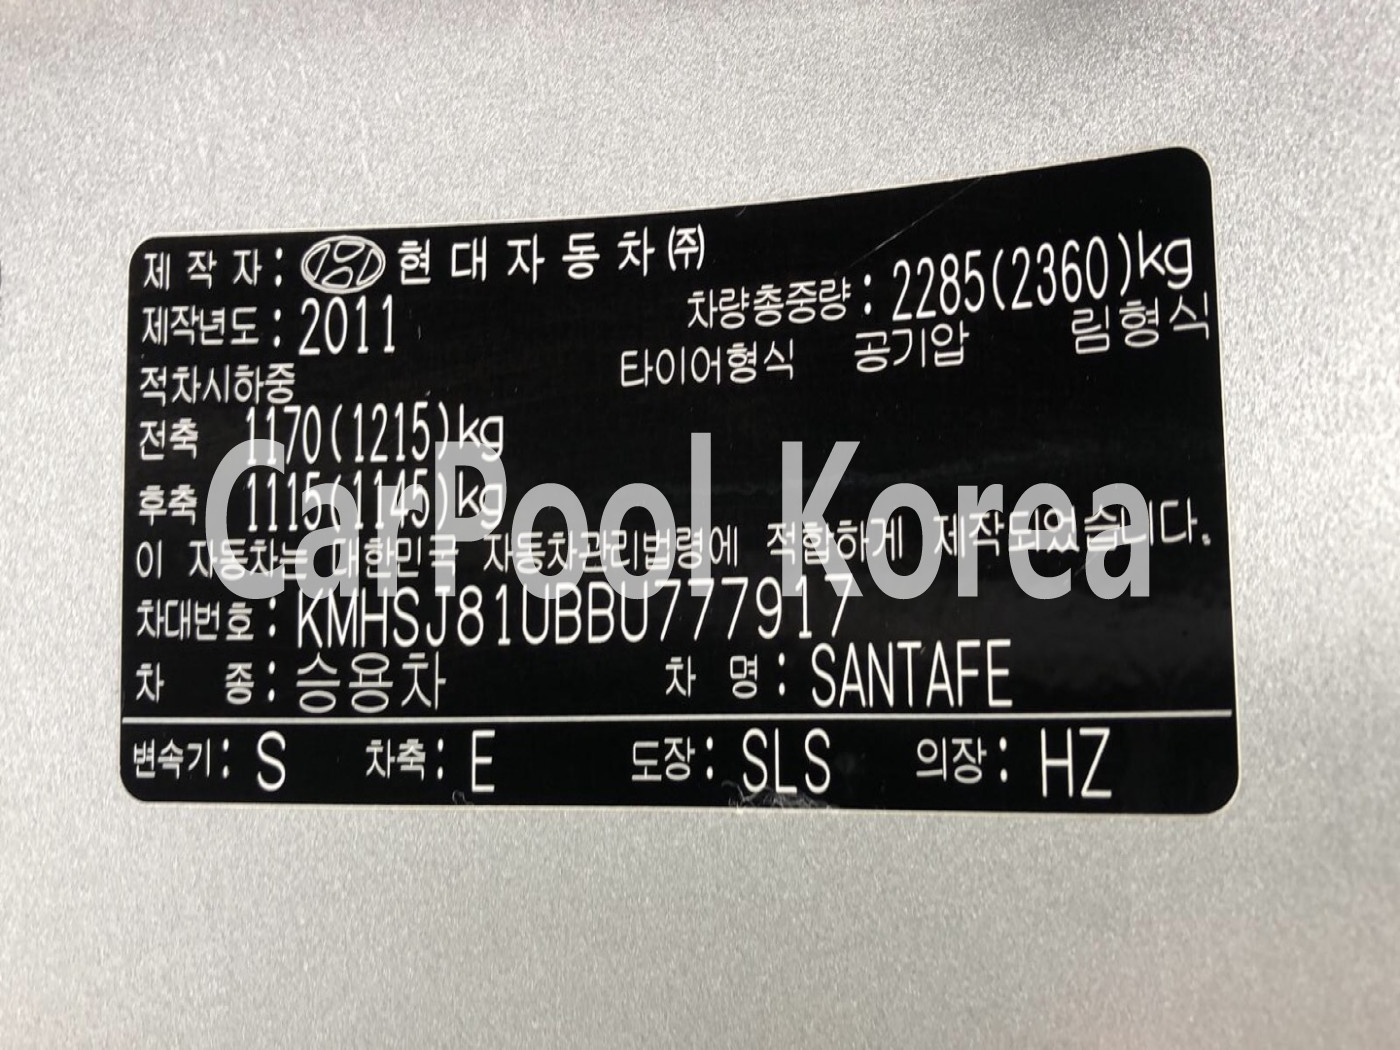 제 작 자 : 현 대 자 동 차 ㈜
제작년도 : 2011 차량총중량 : 2285(2360)kg
적차시하중 타이어형식 공기압 림형식
전축 1170(1215)kg
후축 1115(1145)kg
CarPool Korea
이 자동차는 대한민국 자동차관리법령에 적합하게 제작되었습니다.
차대번호 : KMHSJ81UBBU777917
차 종 : 승용차 차 명 : SANTAFE
변속기 : S 차축 : E 도장 : SLS 의장 : HZ